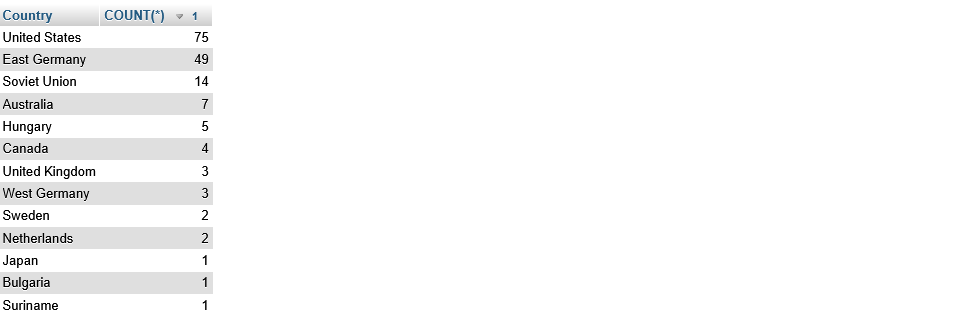 Country COUNT(*) 1
United States 75
East Germany 49
Soviet Union 14
Australia 7
Hungary 5
Canada 4
United Kingdom 3
West Germany 3
Sweden 2
Netherlands 2
Japan 1
Bulgaria 1
Suriname 1